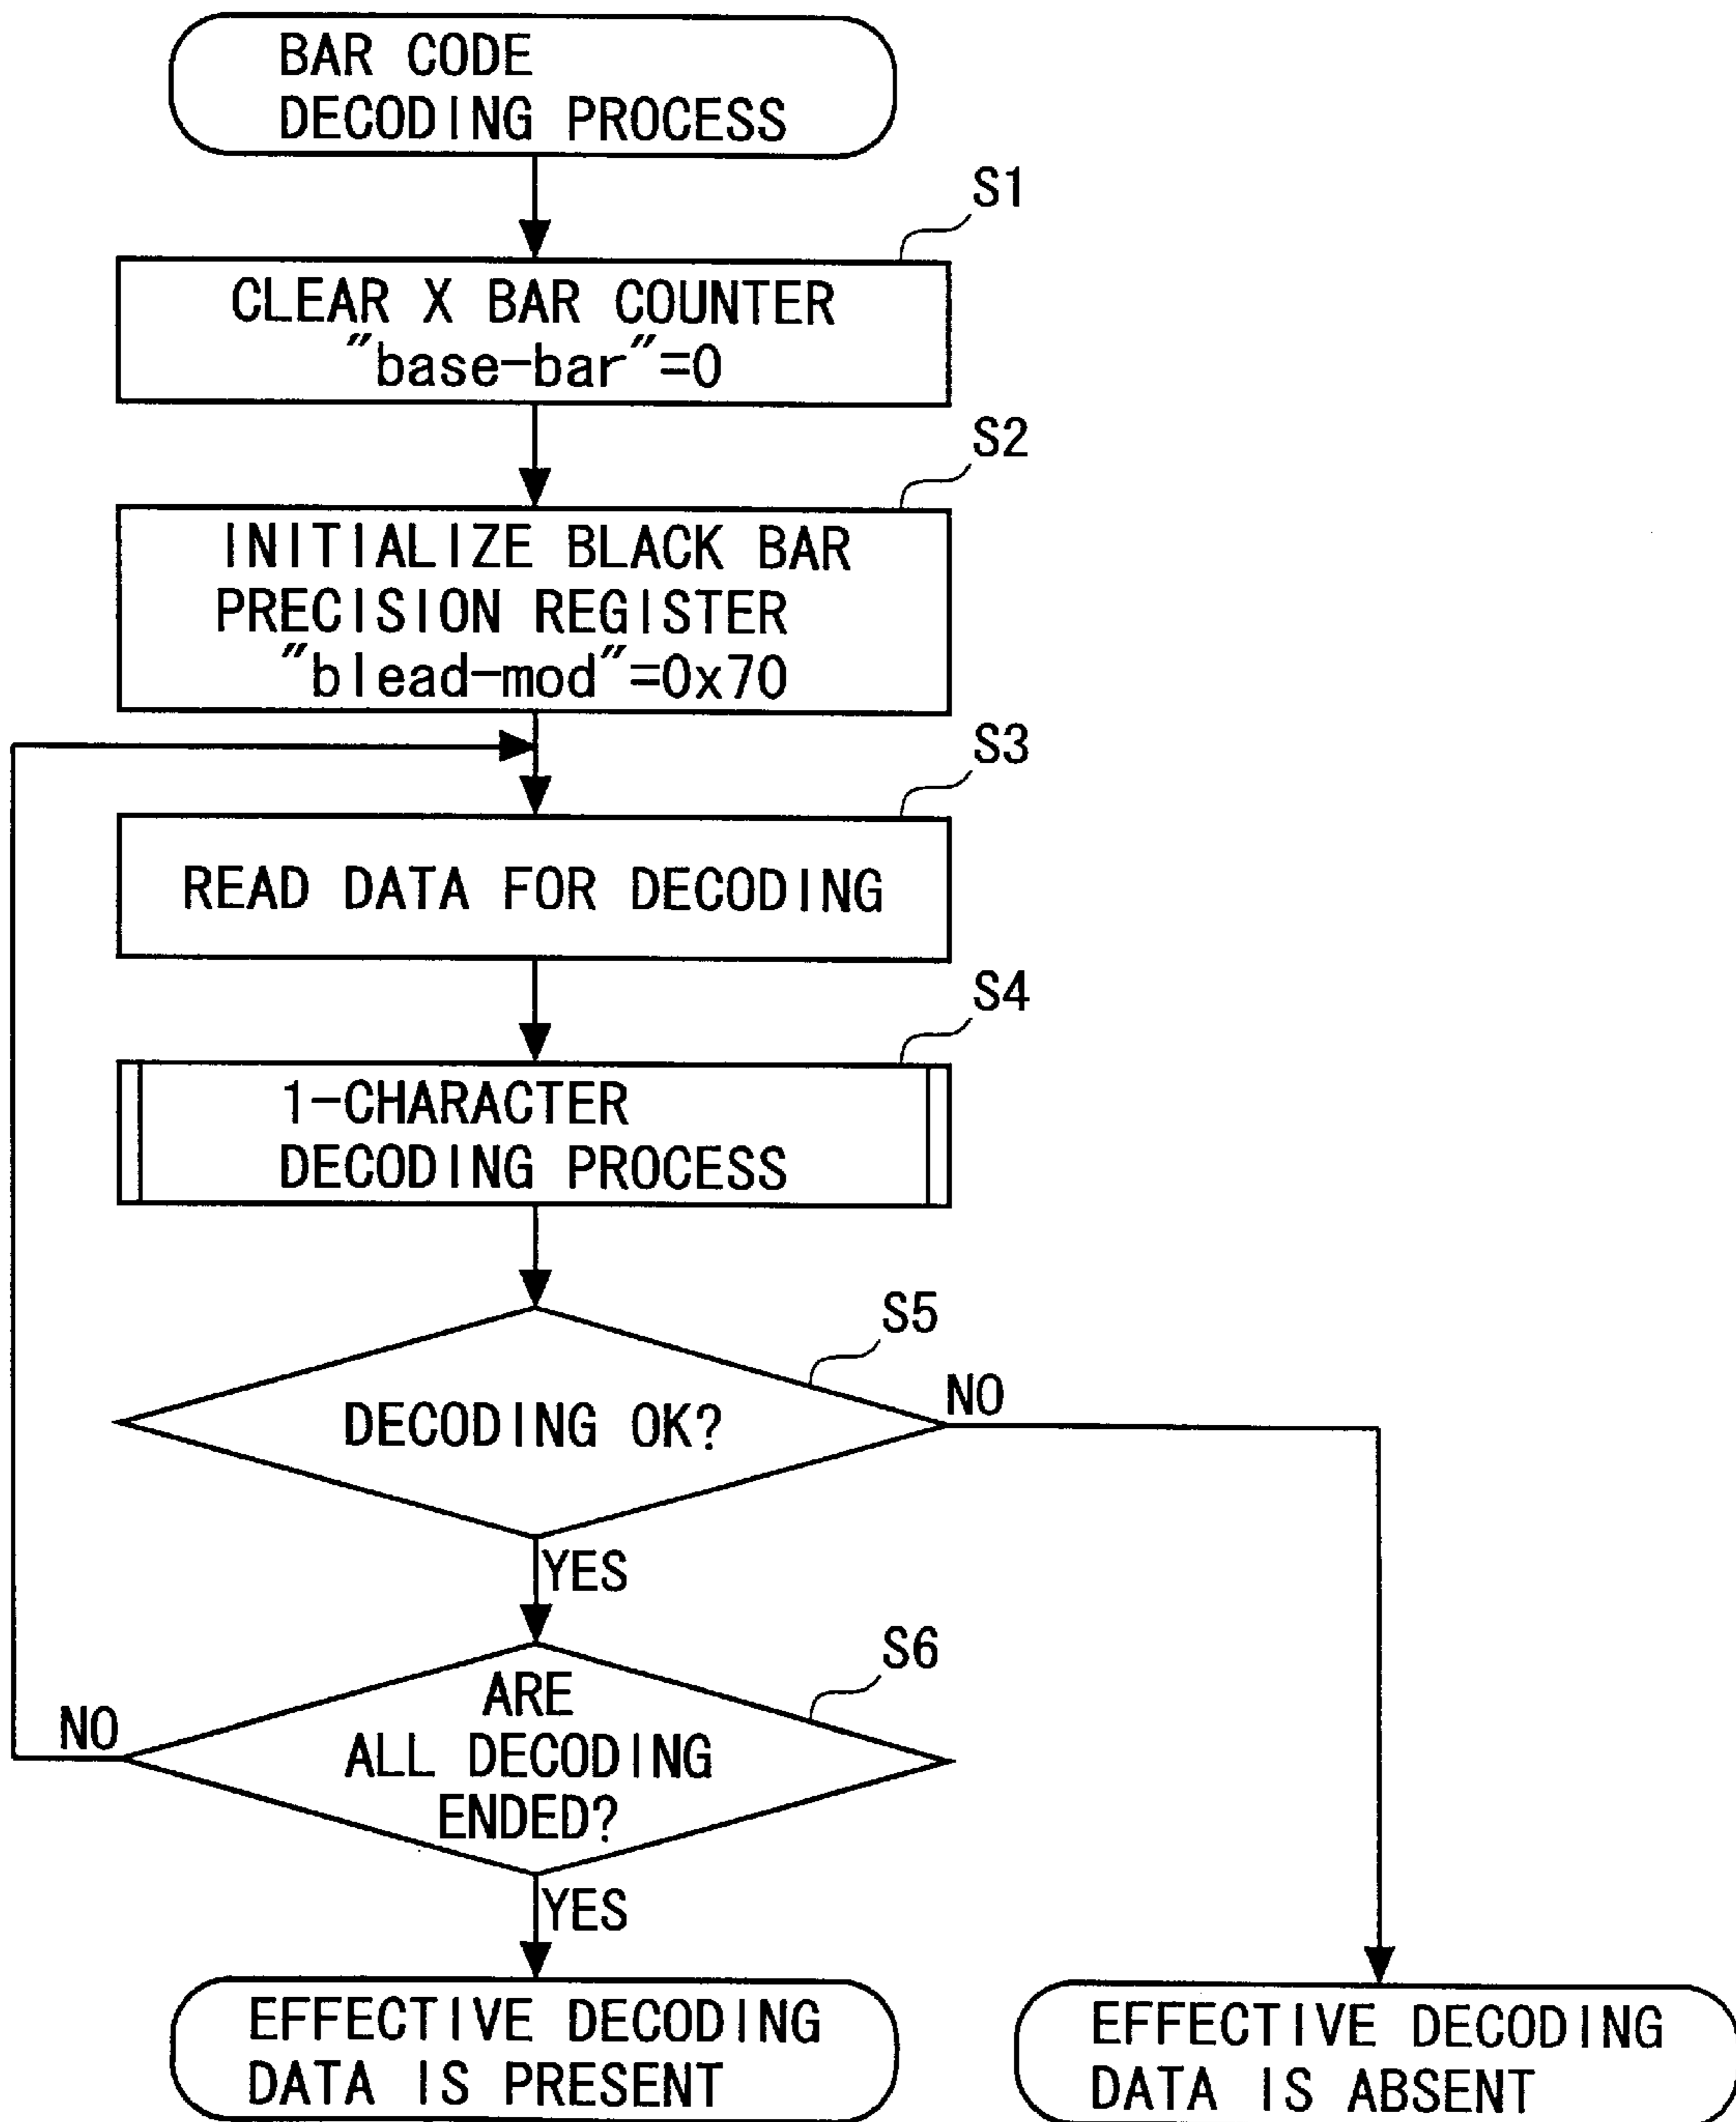 BAR CODE
DECODING PROCESS
S1
CLEAR X BAR COUNTER
"base-bar"=0
S2
INITIALIZE BLACK BAR
PRECISION REGISTER
"blead-mod"=0x70
S3
READ DATA FOR DECODING
S4
1-CHARACTER
DECODING PROCESS
S5
DECODING OK?
NO
YES
S6
ARE
ALL DECODING
ENDED?
NO
YES
EFFECTIVE DECODING
DATA IS PRESENT
EFFECTIVE DECODING
DATA IS ABSENT